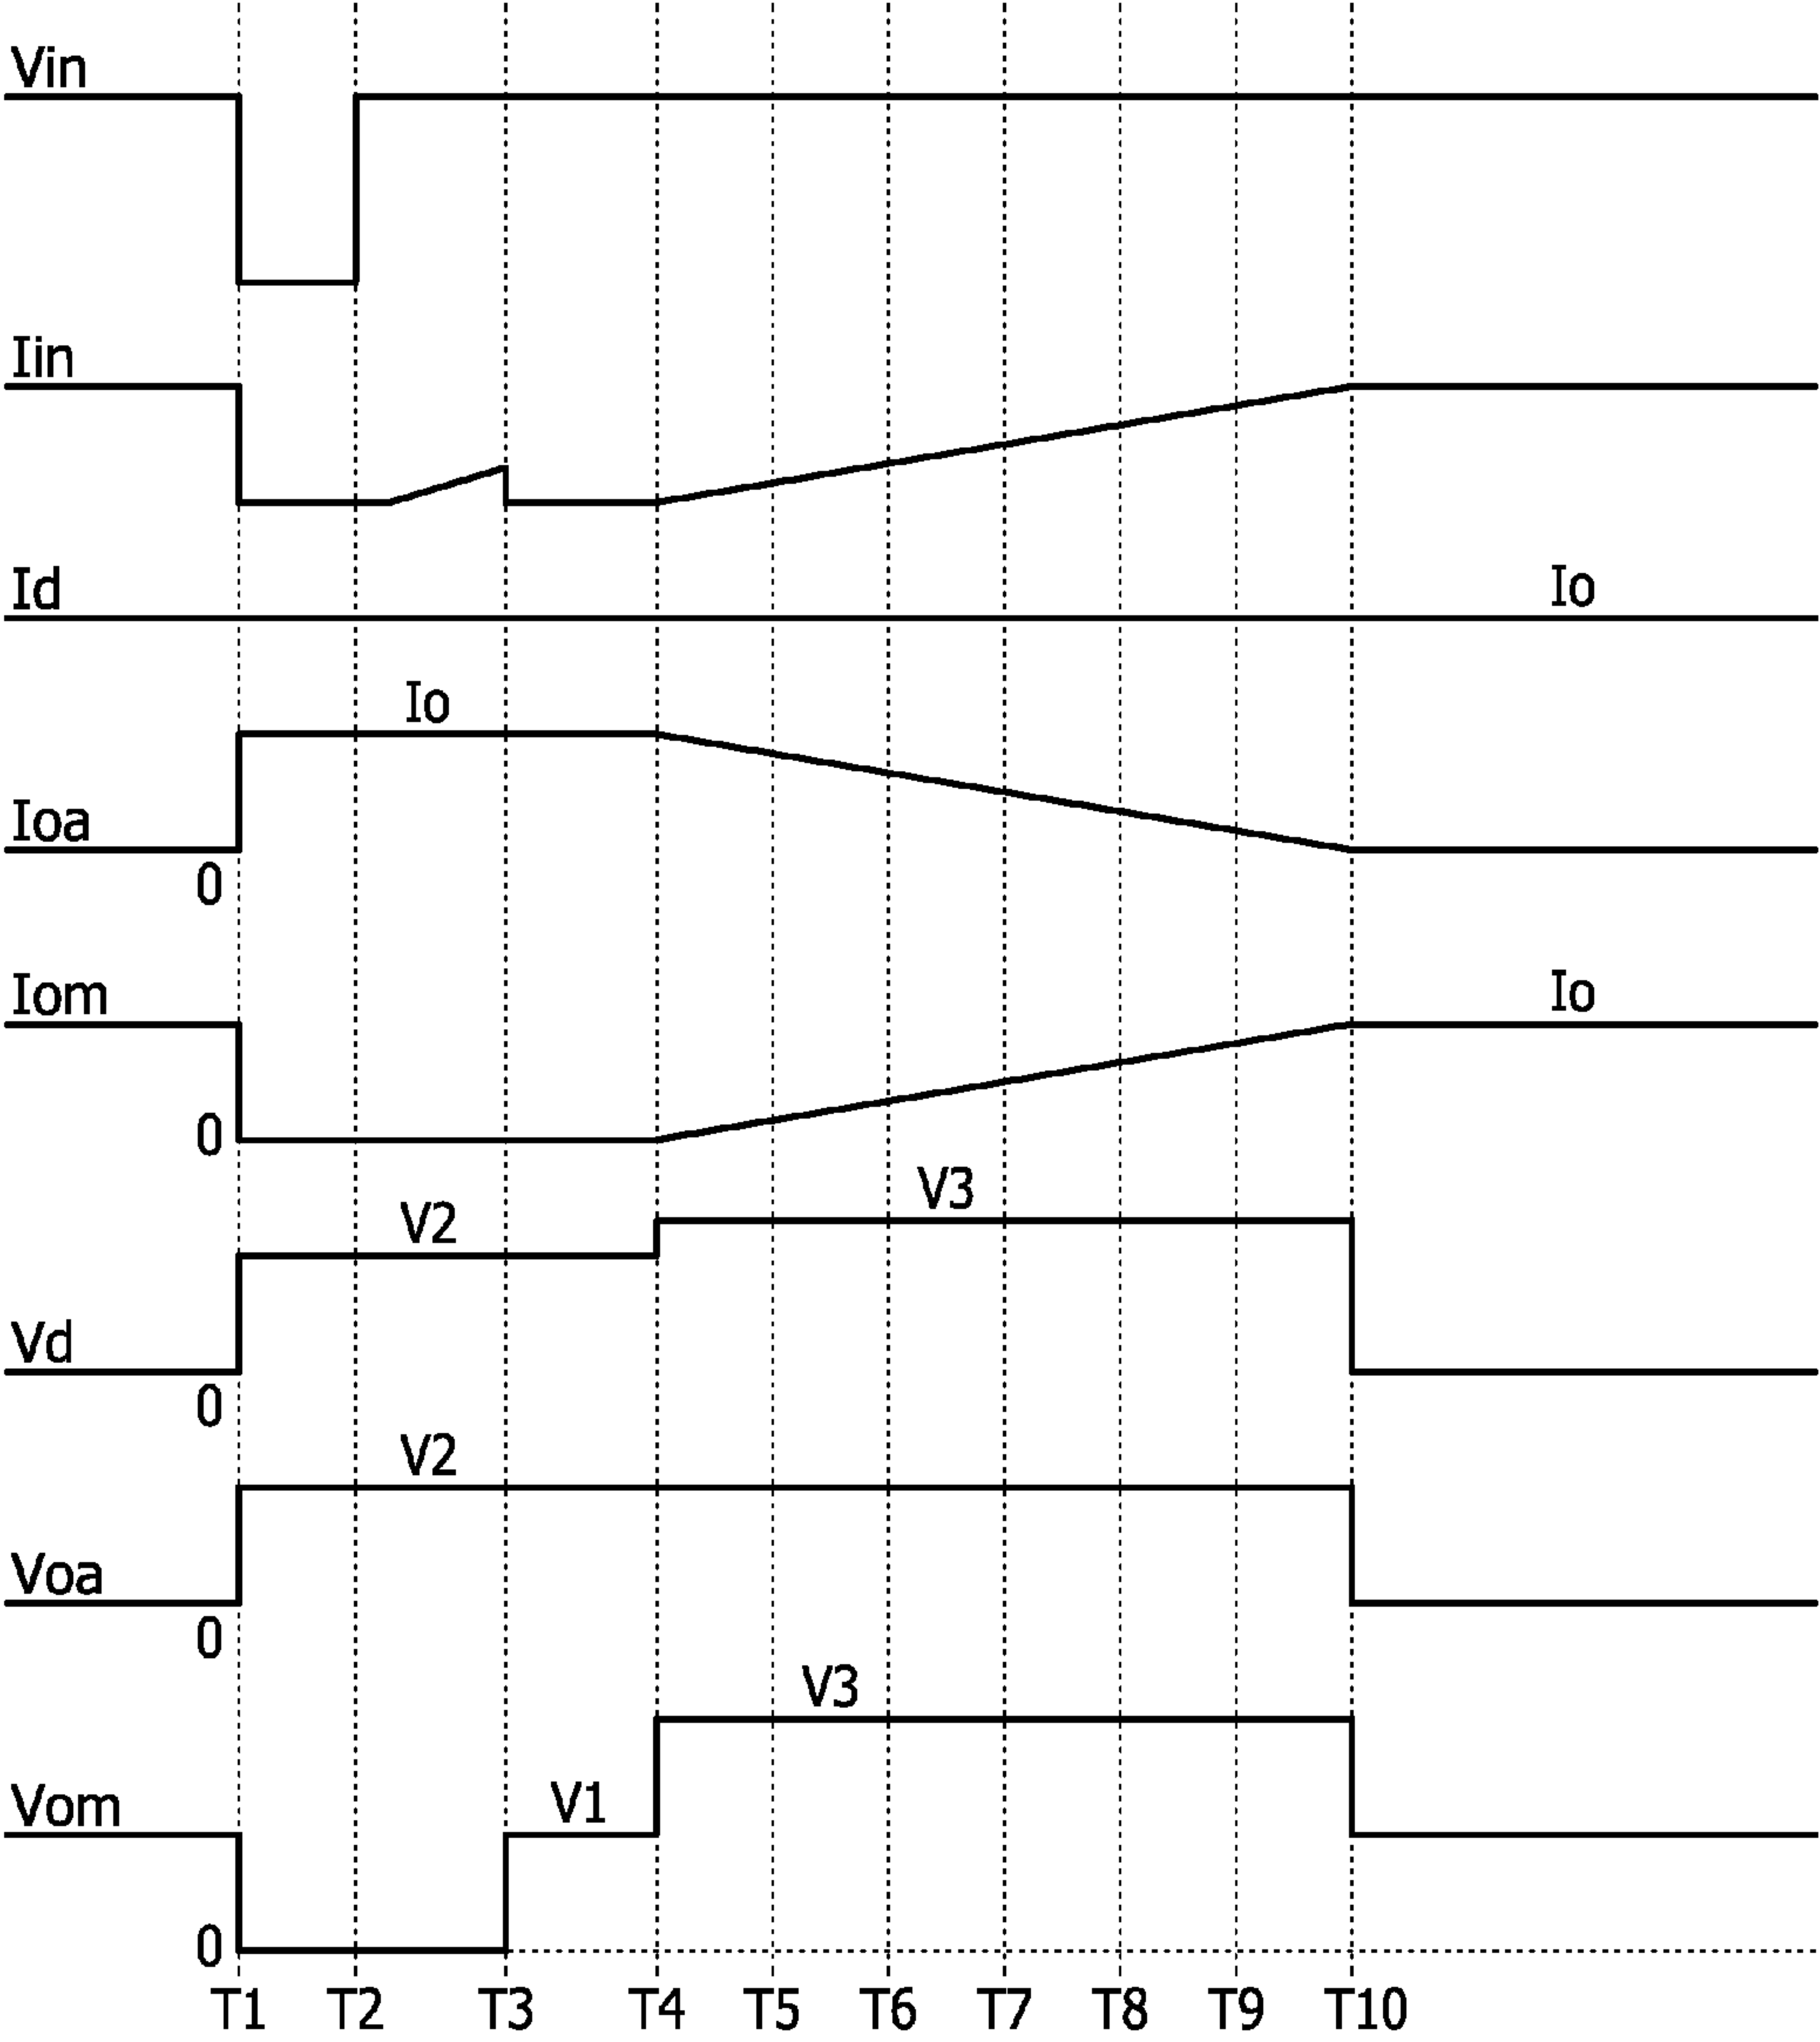 Vin
Iin
Id Io
Io
Ioa
0
Iom Io
0
V3
V2
Vd
0
V2
Voa
0
V3
V1
Vom
0
T1 T2 T3 T4 T5 T6 T7 T8 T9 T10